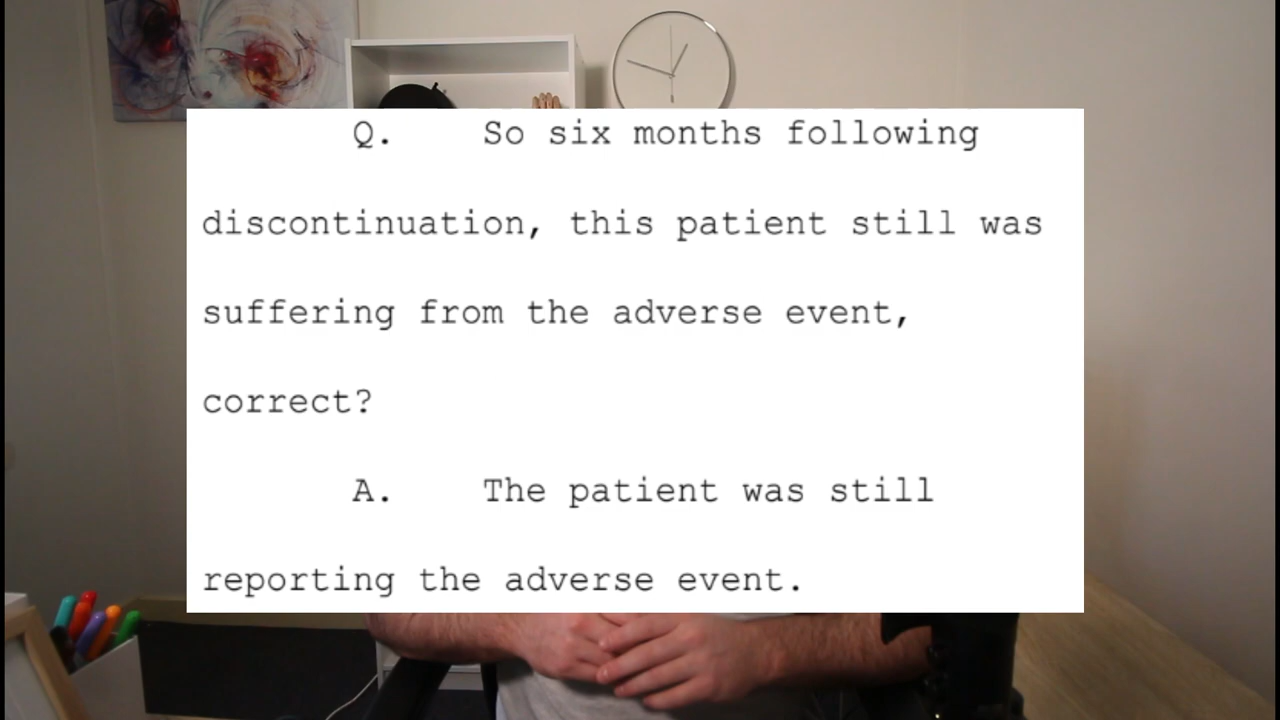 Q. So six months following
discontinuation, this patient still was
suffering from the adverse event,
correct?
A. The patient was still
reporting the adverse event.